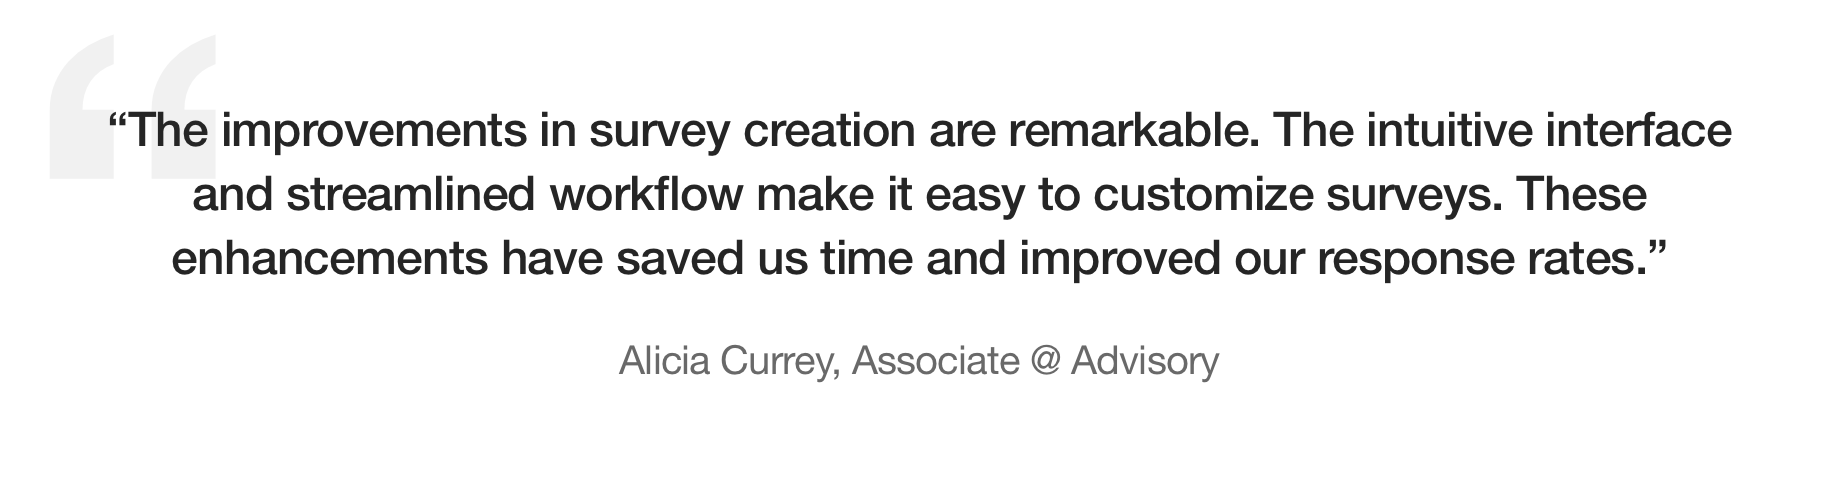 “The improvements in survey creation are remarkable. The intuitive interface
and streamlined workflow make it easy to customize surveys. These
enhancements have saved us time and improved our response rates.”
Alicia Currey, Associate @ Advisory